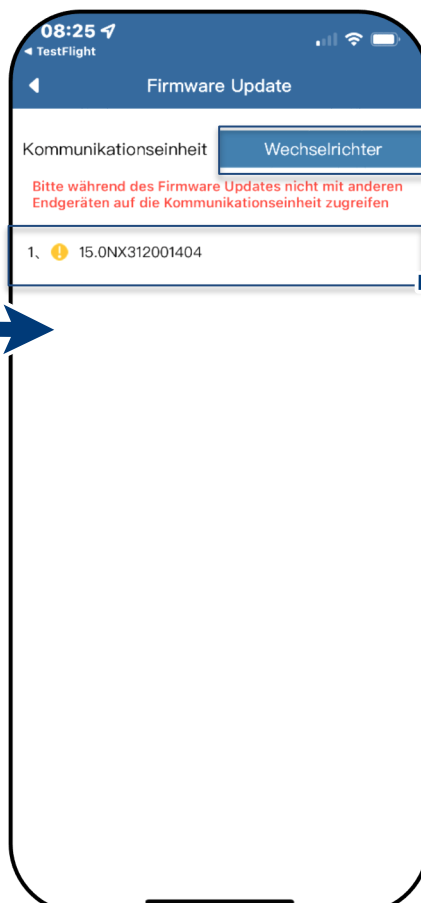 08:25
◀ TestFlight
Firmware Update
Kommunikationseinheit Wechselrichter
Bitte während des Firmware Updates nicht mit anderen
Endgeräten auf die Kommunikationseinheit zugreifen
1、 15.0NX312001404